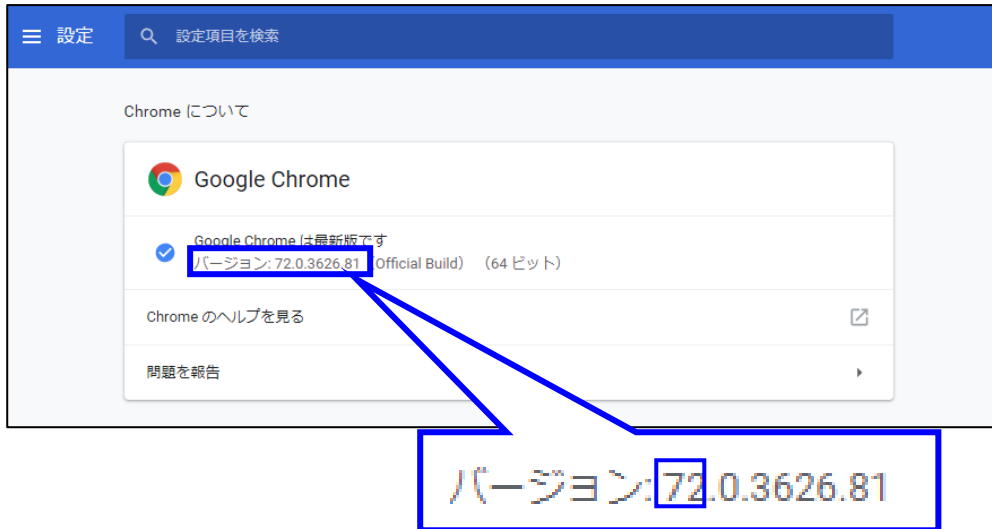 設定
設定項目を検索
Chrome について
Google Chrome
Google Chrome は最新版です
バージョン: 72.0.3626.81（Official Build）（64 ビット）
Chrome のヘルプを見る
問題を報告
バージョン: 72.0.3626.81